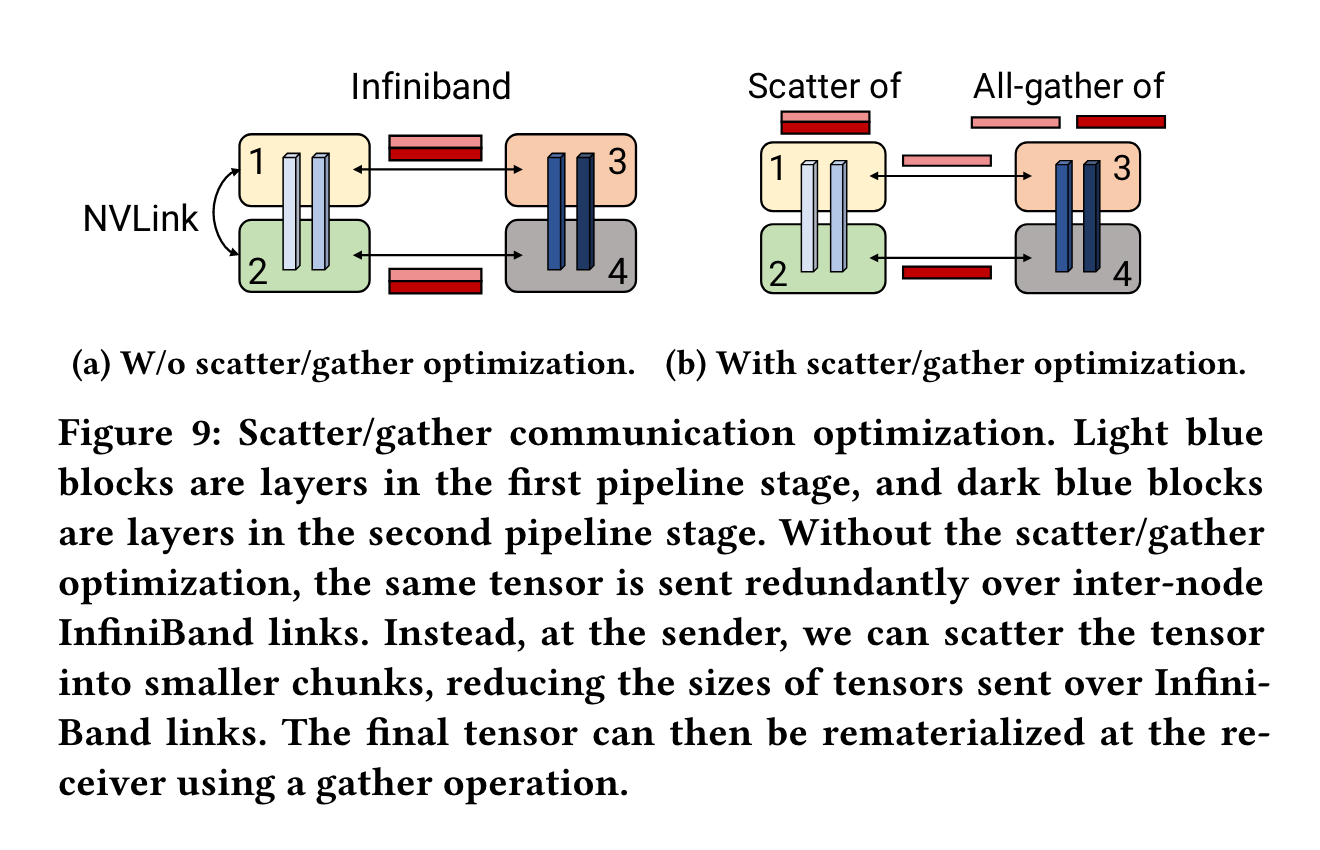 Infiniband
1
3
NVLink
2
4
Scatter of
All-gather of
1
3
2
4
(a) W/o scatter/gather optimization.
(b) With scatter/gather optimization.
Figure 9: Scatter/gather communication optimization. Light blue
blocks are layers in the first pipeline stage, and dark blue blocks
are layers in the second pipeline stage. Without the scatter/gather
optimization, the same tensor is sent redundantly over inter-node
InfiniBand links. Instead, at the sender, we can scatter the tensor
into smaller chunks, reducing the sizes of tensors sent over Infini-
Band links. The final tensor can then be rematerialized at the re-
ceiver using a gather operation.